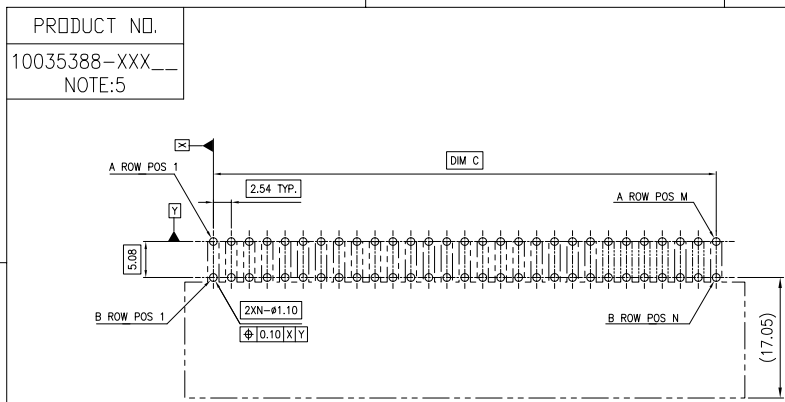 PRODUCT NO.
10035388-XXX__
NOTE:5
X
DIM C
A ROW POS 1
2.54 TYP.
A ROW POS M
Y
5.08
B ROW POS 1
2XN-ø1.10
⌖ 0.10 X Y
B ROW POS N
(17.05)